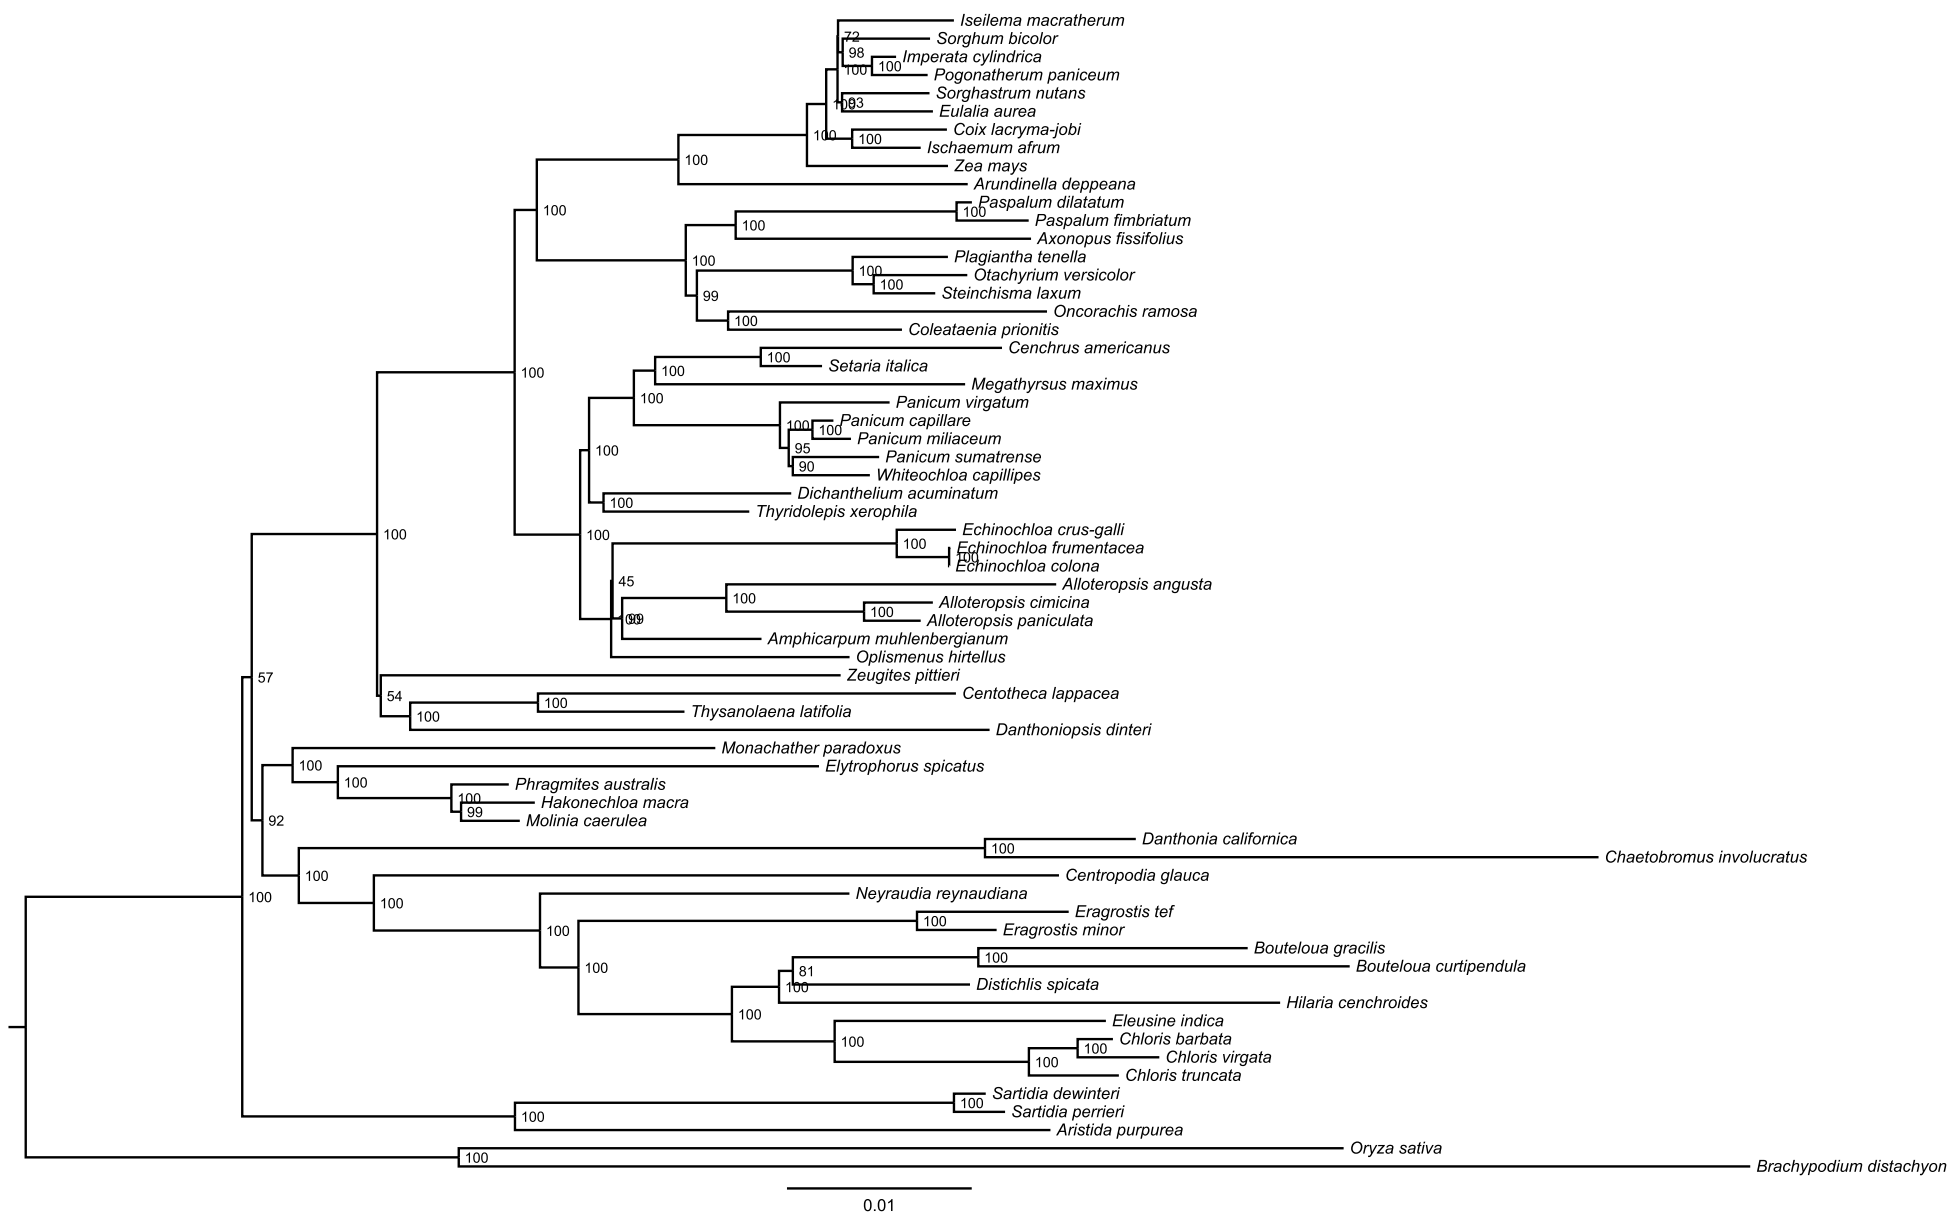 Iseilema macratherum
72
Sorghum bicolor
98
Imperata cylindrica
100
100
Pogonatherum paniceum
Sorghastrum nutans
100
93
Eulalia aurea
Coix lacryma-jobi
100
100
Ischaemum afrum
100
Zea mays
Arundinella deppeana
Paspalum dilatatum
100
100
Paspalum fimbriatum
100
Axonopus fissifolius
Plagiantha tenella
100
100
Otachyrium versicolor
100
Steinchisma laxum
99
Oncorachis ramosa
100
Coleataenia prionitis
Cenchrus americanus
100
Setaria italica
100
100
Megathyrsus maximus
100
Panicum virgatum
Panicum capillare
100
100
Panicum miliaceum
100
95
Panicum sumatrense
90
Whiteochloa capillipes
Dichanthelium acuminatum
100
Thyridolepis xerophila
Echinochloa crus-galli
100
100
100
Echinochloa frumentacea
100
Echinochloa colona
45
Alloteropsis angusta
100
Alloteropsis cimicina
100
Alloteropsis paniculata
100
99
Amphicarpum muhlenbergianum
Oplismenus hirtellus
57
Zeugites pittieri
54
Centotheca lappacea
100
Thysanolaena latifolia
100
Danthoniopsis dinteri
Monachather paradoxus
100
Elytrophorus spicatus
100
Phragmites australis
100
Hakonechloa macra
99
Molinia caerulea
92
Danthonia californica
100
Chaetobromus involucratus
100
Centropodia glauca
100
100
Neyraudia reynaudiana
Eragrostis tef
100
Eragrostis minor
100
Bouteloua gracilis
100
100
Bouteloua curtipendula
81
Distichlis spicata
100
Hilaria cenchroides
100
Eleusine indica
100
Chloris barbata
100
Chloris virgata
100
Chloris truncata
Sartidia dewinteri
100
Sartidia perrieri
100
Aristida purpurea
Oryza sativa
100
Brachypodium distachyon
0.01